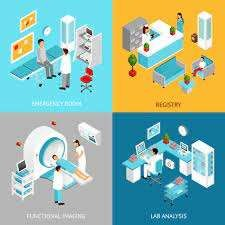 EMERGENCY ROOM
REGISTRY
FUNCTIONAL IMAGING
LAB ANALYSIS